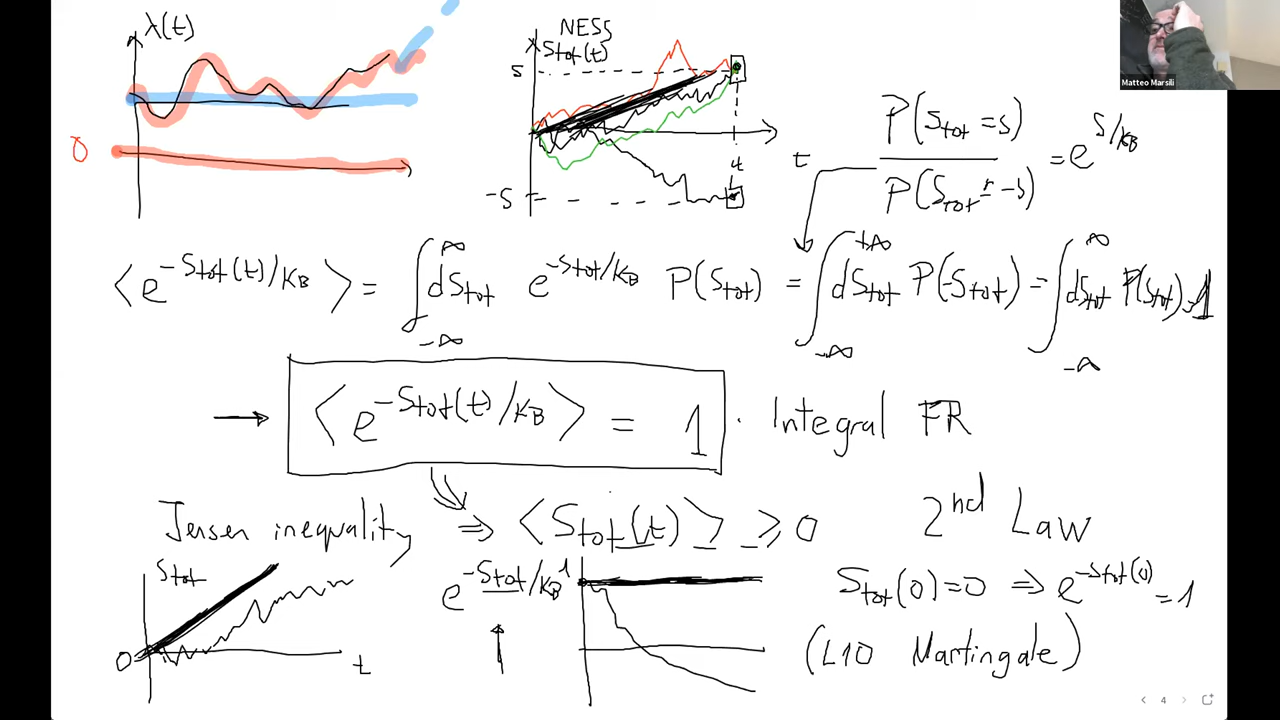 λ(t)
0
NESS
Stot(t)
s
-s
t
t
P(Stot = s) / P(Stot = -s) = e^{s/kB}
⟨e^{-Stot(t)/kB}⟩ = ∫_{-∞}^{∞} dStot e^{-Stot/kB} P(Stot) = ∫_{-∞}^{+∞} dStot P(-Stot) = ∫_{-∞}^{∞} dStot P(Stot) = 1
→ ⟨e^{-Stot(t)/kB}⟩ = 1 . Integral FR
Jensen inequality ⇒ ⟨Stot(t)⟩ ≥ 0 2nd Law
Stot
0
t
e^{-Stot/kB}
1
Stot(0)=0 ⇒ e^{-Stot(0)} = 1
(L10 Martingale)
Matteo Marsili
4